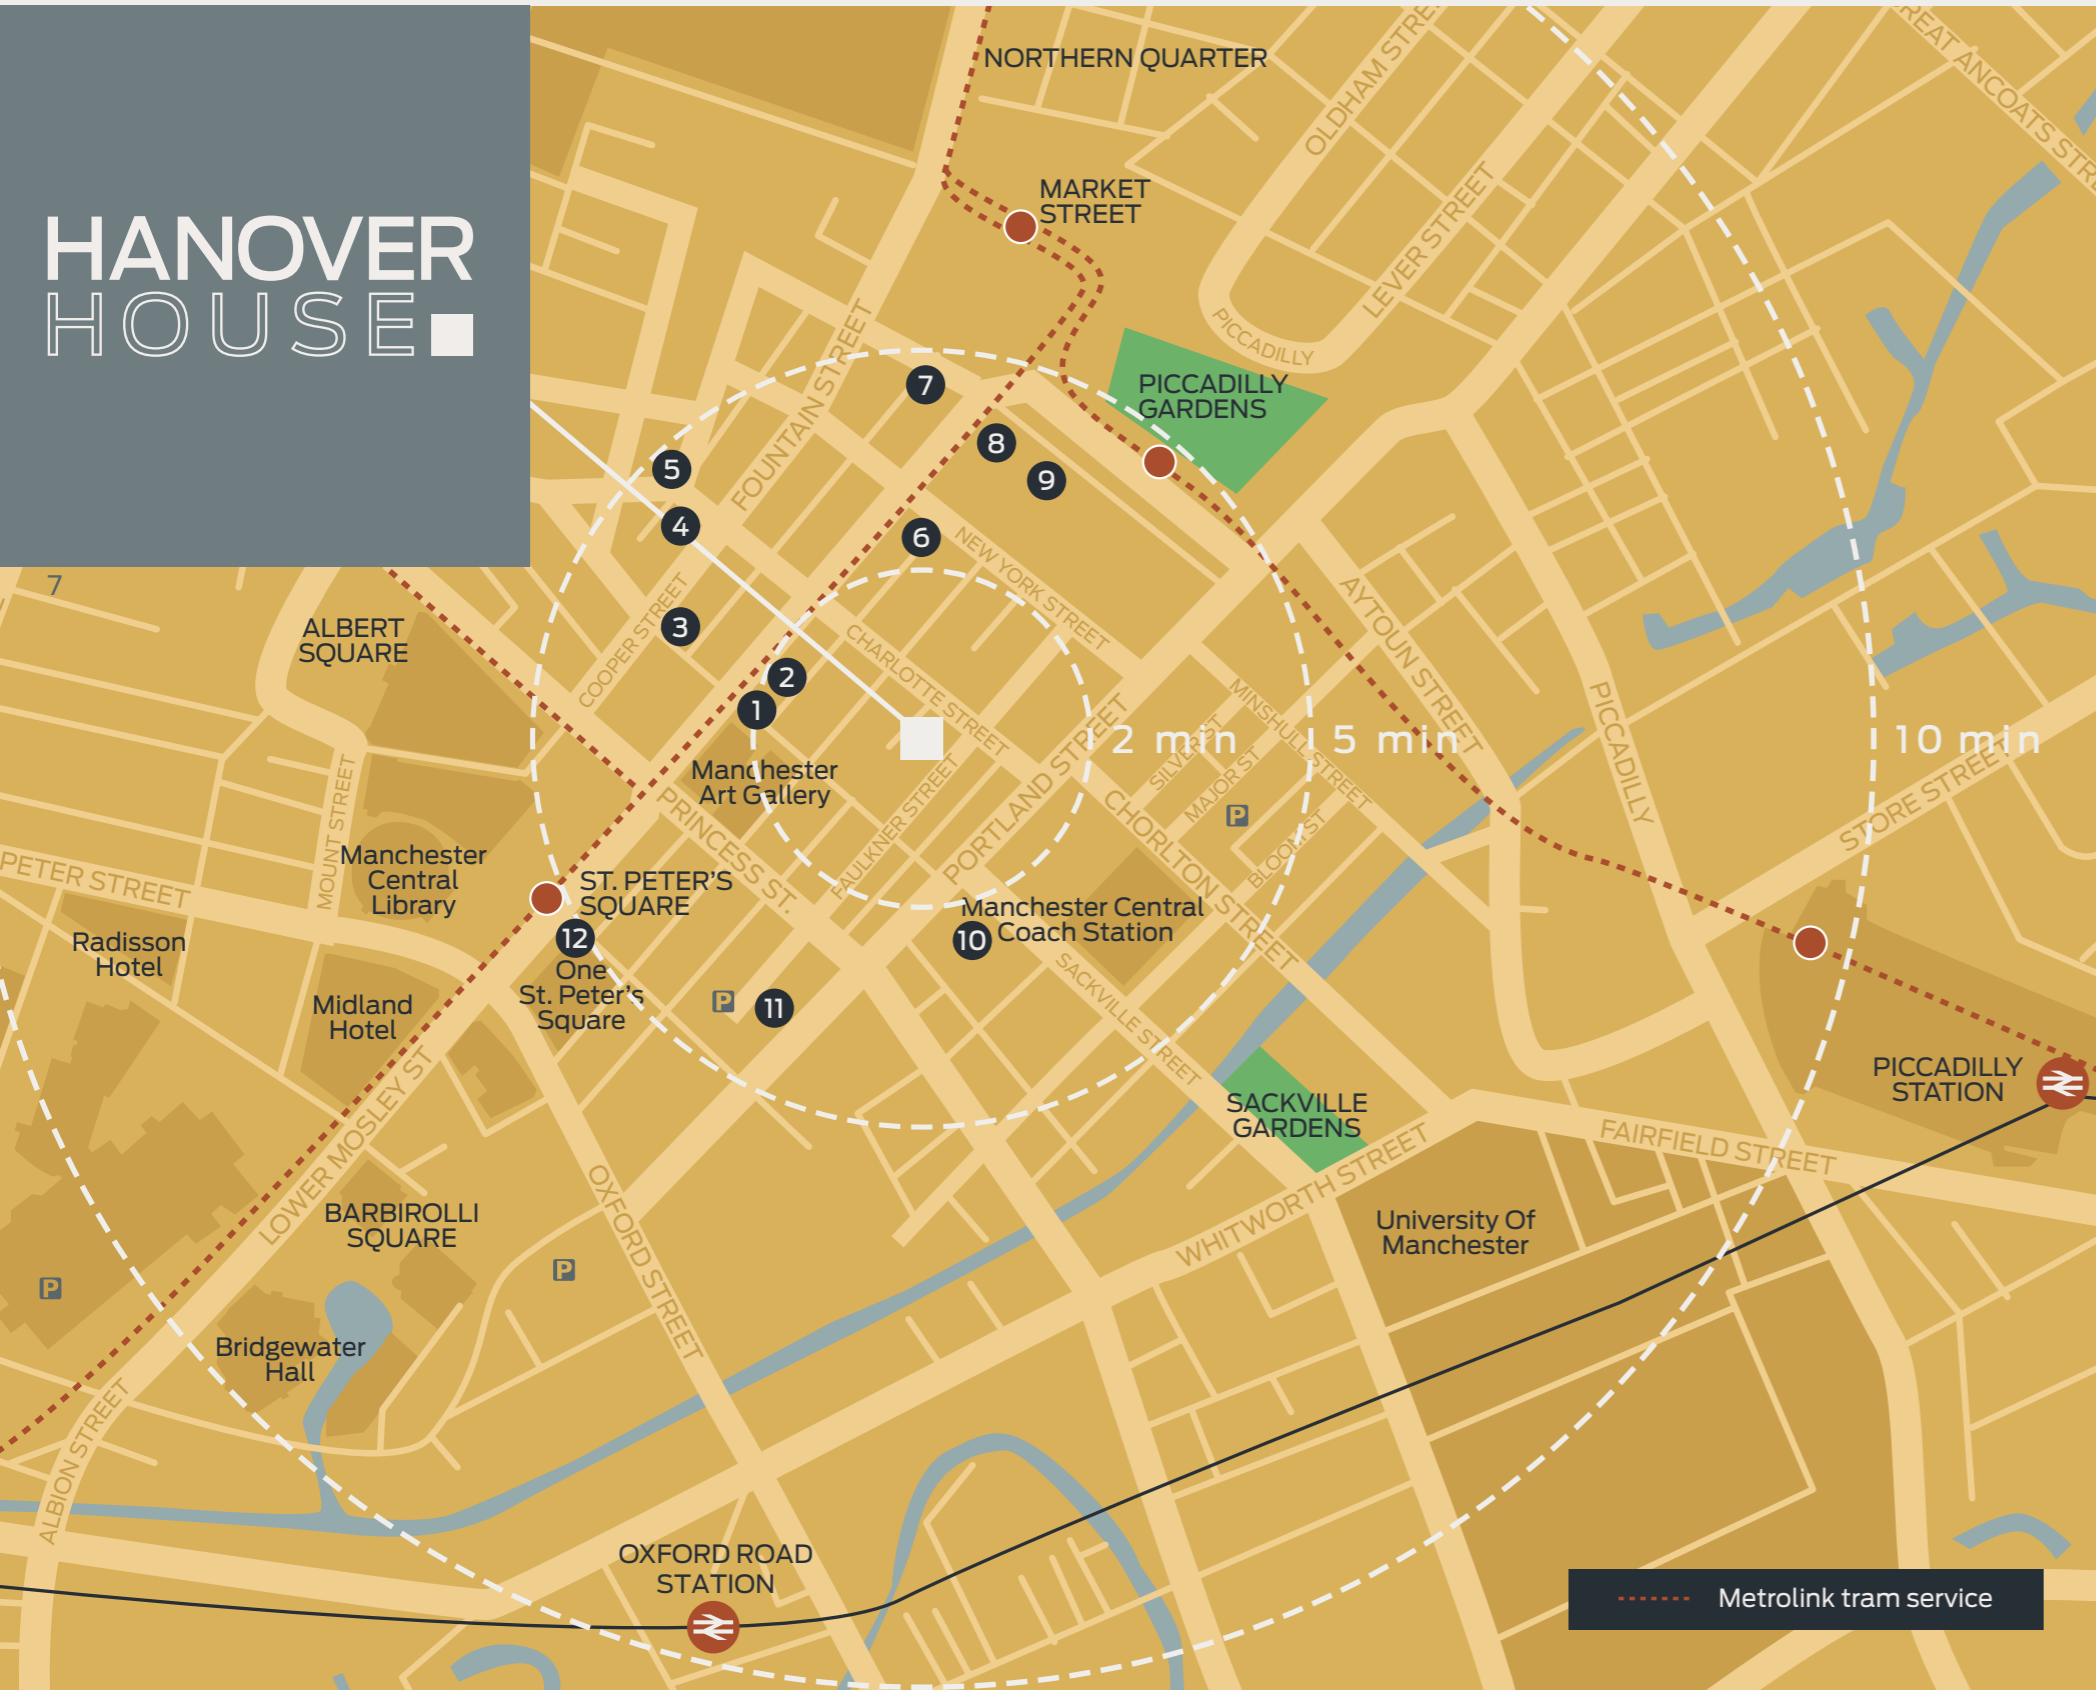 HANOVER
HOUSE
NORTHERN QUARTER
OLDHAM STRE
REAT ANCOATS STRE
MARKET
STREET
LEVER STREET
PICCADILLY
PICCADILLY
GARDENS
FOUNTAIN STREET
7
8
9
5
4
6
NEW YORK STREET
7
ALBERT
SQUARE
COOPER STREET
3
2
1
CHARLOTTE STREET
AYTOUN STREET
MINSHULL STREET
PICCADILLY
2 min
5 min
10 min
SILVER ST
MAJOR ST
BLOOM ST
P
STORE STREET
Manchester
Art Gallery
MOUNT STREET
PRINCESS ST.
FAULKNER STREET
PORTLAND STREET
CHORLTON STREET
PETER STREET
Manchester
Central
Library
ST. PETER'S
SQUARE
12
One
St. Peter's
Square
Radisson
Hotel
Midland
Hotel
P
11
Manchester Central
Coach Station
10
SACKVILLE STREET
PICCADILLY
STATION
SACKVILLE
GARDENS
FAIRFIELD STREET
LOWER MOSLEY ST
BARBIROLLI
SQUARE
OXFORD STREET
WHITWORTH STREET
University Of
Manchester
P
P
Bridgewater
Hall
ALBION STREET
OXFORD ROAD
STATION
Metrolink tram service